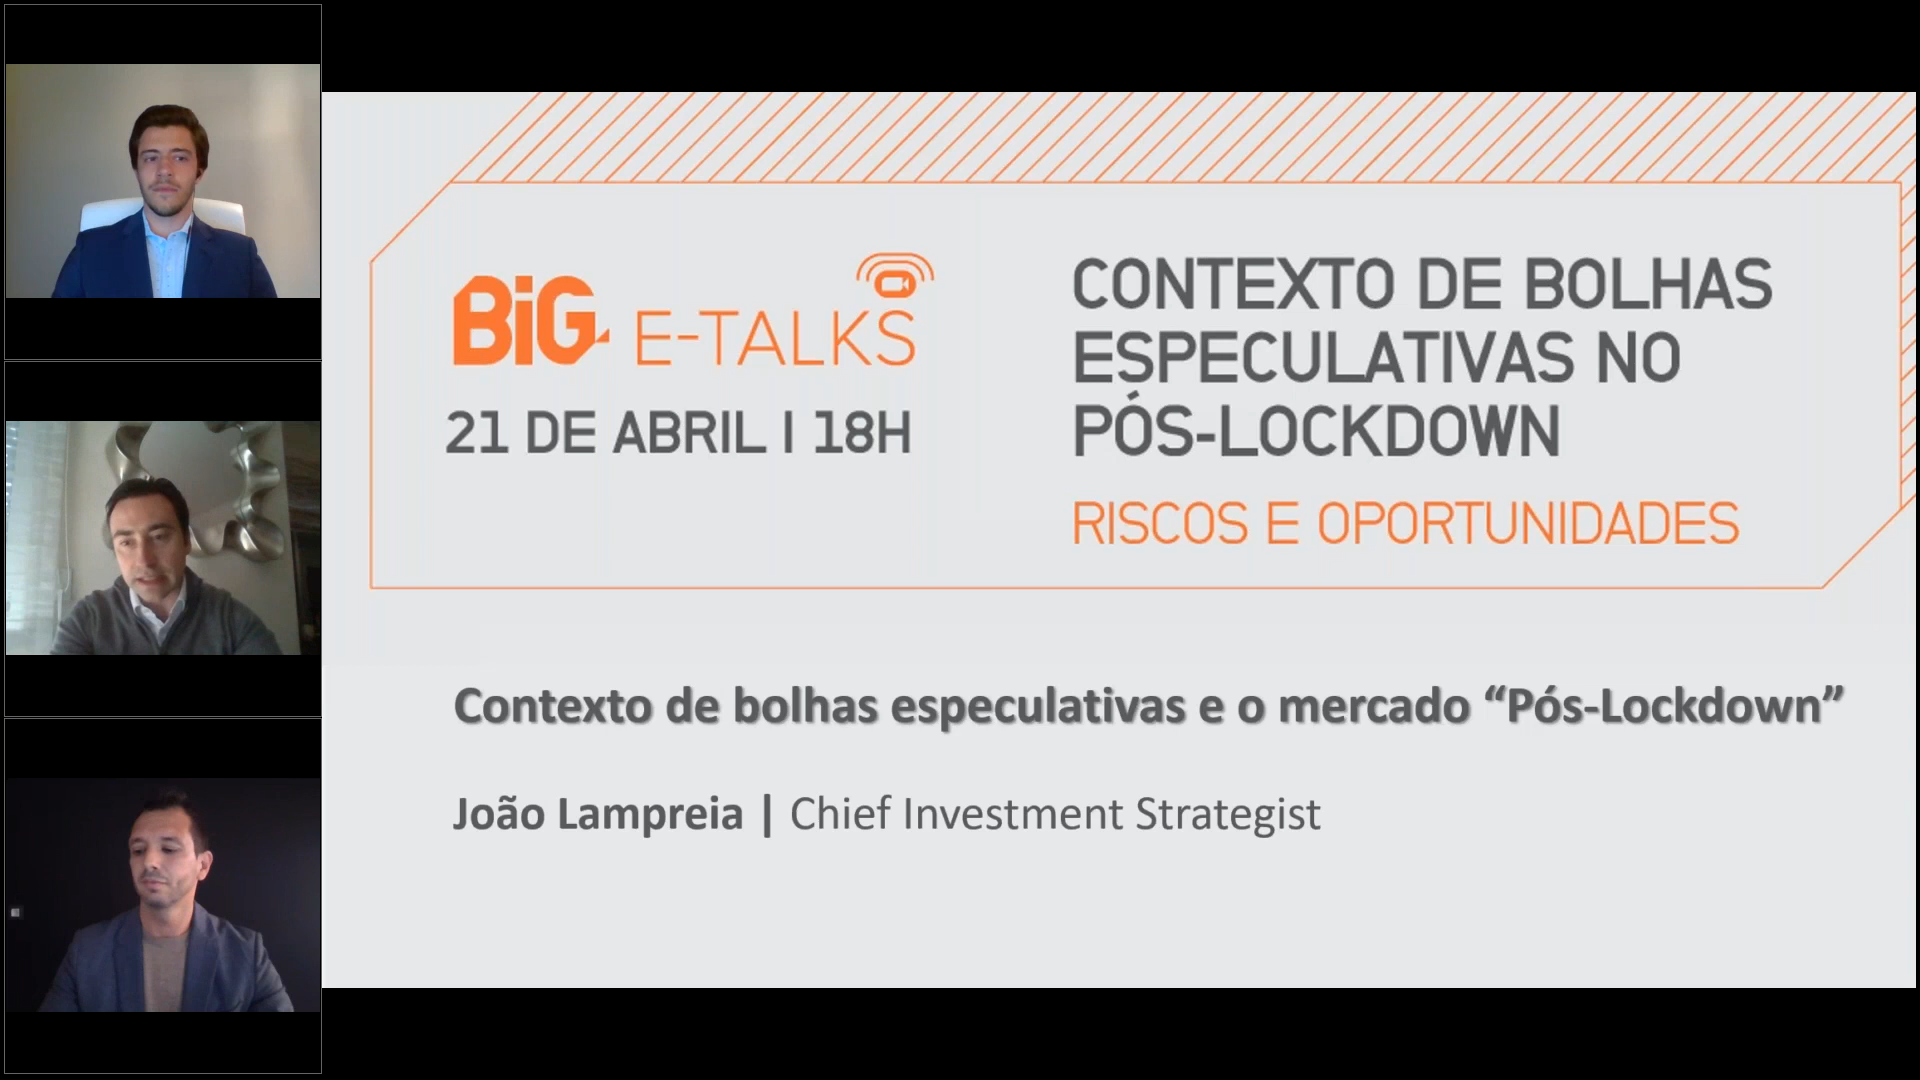 BiG E-TALKS
21 DE ABRIL | 18H
CONTEXTO DE BOLHAS
ESPECULATIVAS NO
PÓS-LOCKDOWN
RISCOS E OPORTUNIDADES
Contexto de bolhas especulativas e o mercado “Pós-Lockdown”
João Lampreia | Chief Investment Strategist